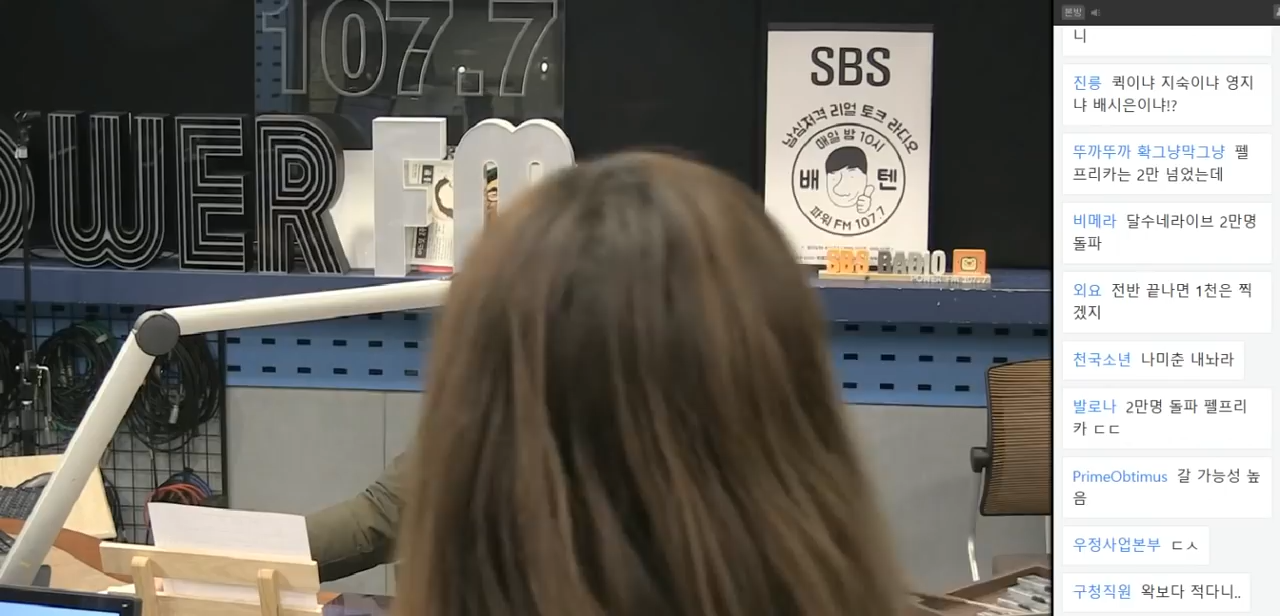 107.7
POWER FM
SBS
남심저격 리얼 토크 라디오
매일 밤 10시
배 텐
파워 FM 107.7
SBS RADIO
본방
니
진릉 퀵이냐 지숙이냐 영지
냐 배시은이냐!?
뚜까뚜까 확그냥막그냥 펠
프리카는 2만 넘었는데
비메라 달수네라이브 2만명
돌파
외요 전반 끝나면 1천은 찍
겠지
천국소년 나미춘 내놔라
발로나 2만명 돌파 펠프리
카 ㄷㄷ
PrimeObtimus 갈 가능성 높
음
우정사업본부 ㄷㅅ
구청직원 왁보다 적다니..